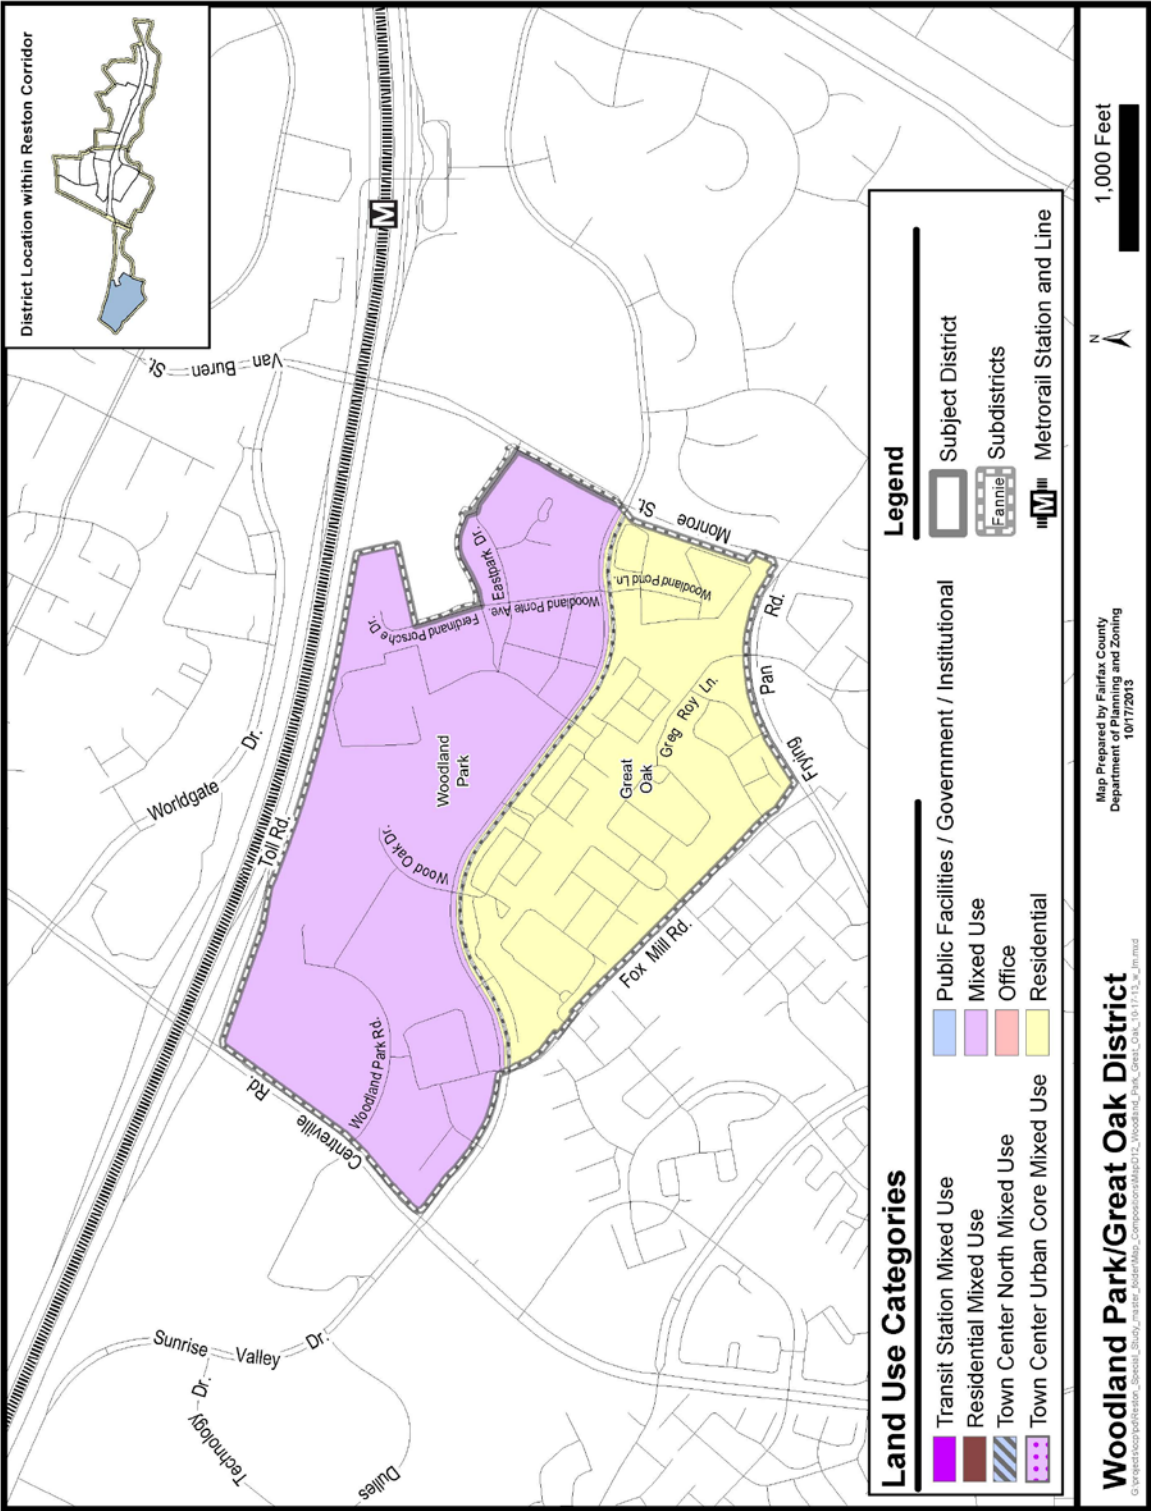 District Location within Reston Corridor
Van Buren St.
Worldgate Dr.
Toll Rd.
M
Centreville Rd.
Woodland Park Rd.
Wood Oak Dr.
Woodland
Park
Ferdinand Porsche Dr.
Eastpark Dr.
Woodland Pointe Ave.
Woodland Pond Ln.
Monroe St.
Great
Oak
Greg Roy Ln.
Frying Pan Rd.
Fox Mill Rd.
Sunrise Valley Dr.
Dulles Technology Dr.
Land Use Categories
Transit Station Mixed Use
Residential Mixed Use
Town Center North Mixed Use
Town Center Urban Core Mixed Use
Public Facilities / Government / Institutional
Mixed Use
Office
Residential
Legend
Subject District
Fannie
Subdistricts
M
Metrorail Station and Line
Woodland Park/Great Oak District
Map Prepared by Fairfax County
Department of Planning and Zoning
10/17/2013
N
1,000 Feet